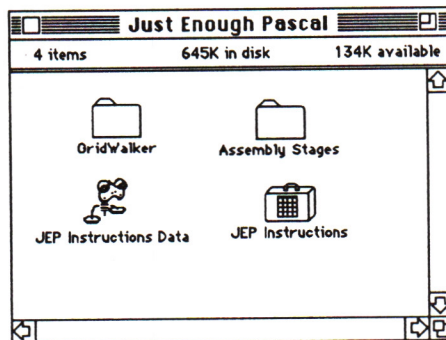 Just Enough Pascal
4 items 645K in disk 134K available
GridWalker Assembly Stages
JEP Instructions Data JEP Instructions